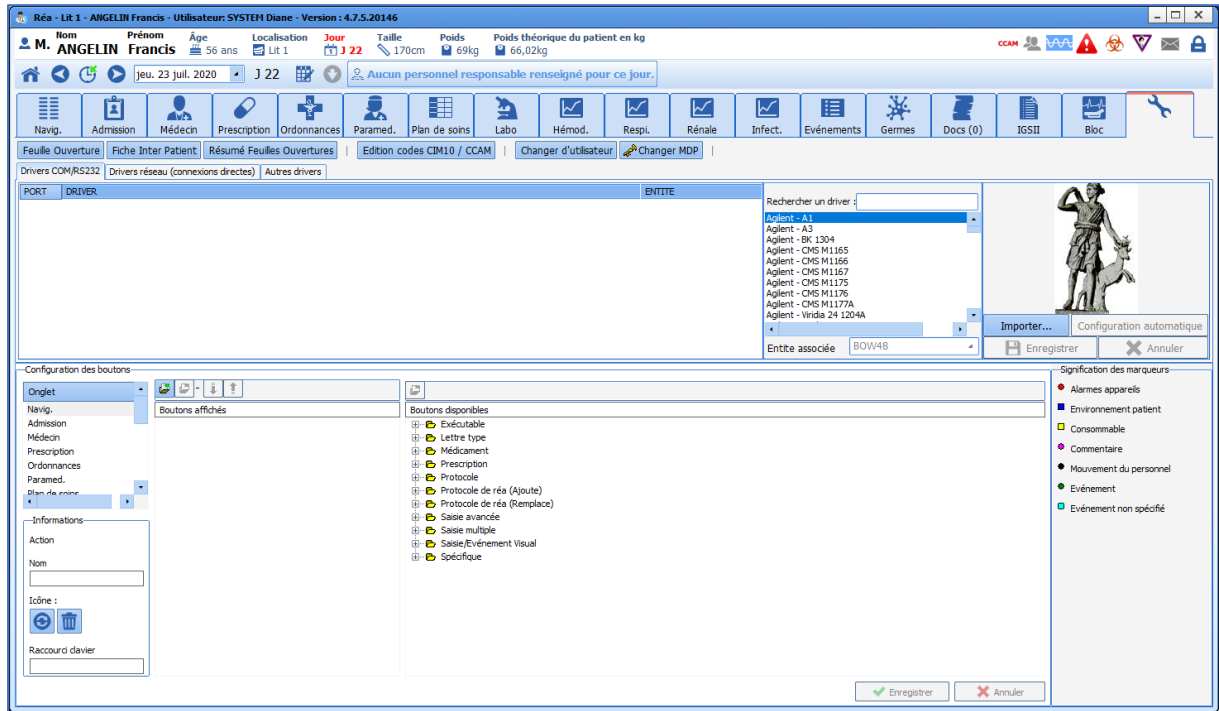 Réa - Lit 1 - ANGELIN Francis - Utilisateur: SYSTEM Diane - Version : 4.7.5.20146
Nom Prénom Âge Localisation Jour Taille Poids Poids théorique du patient en kg
M. ANGELIN Francis 56 ans Lit 1 J 22 170cm 69kg 66,02kg
CCAM
jeu. 23 juil. 2020 J 22 Aucun personnel responsable renseigné pour ce jour.
Navig. Admission Médecin Prescription Ordonnances Paramed. Plan de soins Labo Hémod. Respi. Rénale Infect. Evénements Germes Docs (0) IGSII Bloc
Feuille Ouverture Fiche Inter Patient Résumé Feuilles Ouvertures | Edition codes CIM10 / CCAM | Changer d'utilisateur Changer MDP |
Drivers COM/RS232 Drivers réseau (connexions directes) Autres drivers
PORT DRIVER ENTITE
Rechercher un driver :
Agilent - A1
Agilent - A3
Agilent - BK 1304
Agilent - CMS M1165
Agilent - CMS M1166
Agilent - CMS M1167
Agilent - CMS M1175
Agilent - CMS M1176
Agilent - CMS M1177A
Agilent - Viridia 24 1204A
Entite associée BOW48
Importer... Configuration automatique
Enregistrer Annuler
Configuration des boutons
Onglet
Navig.
Admission
Médecin
Prescription
Ordonnances
Paramed.
Plan de soins
Boutons affichés
Boutons disponibles
Exécutable
Lettre type
Médicament
Prescription
Protocole
Protocole de réa (Ajoute)
Protocole de réa (Remplace)
Saisie avancée
Saisie multiple
Saisie/Evénement Visual
Spécifique
Informations
Action
Nom
Icône :
Raccourci clavier
Enregistrer Annuler
Signification des marqueurs
Alarmes appareils
Environnement patient
Consommable
Commentaire
Mouvement du personnel
Evénement
Evénement non spécifié